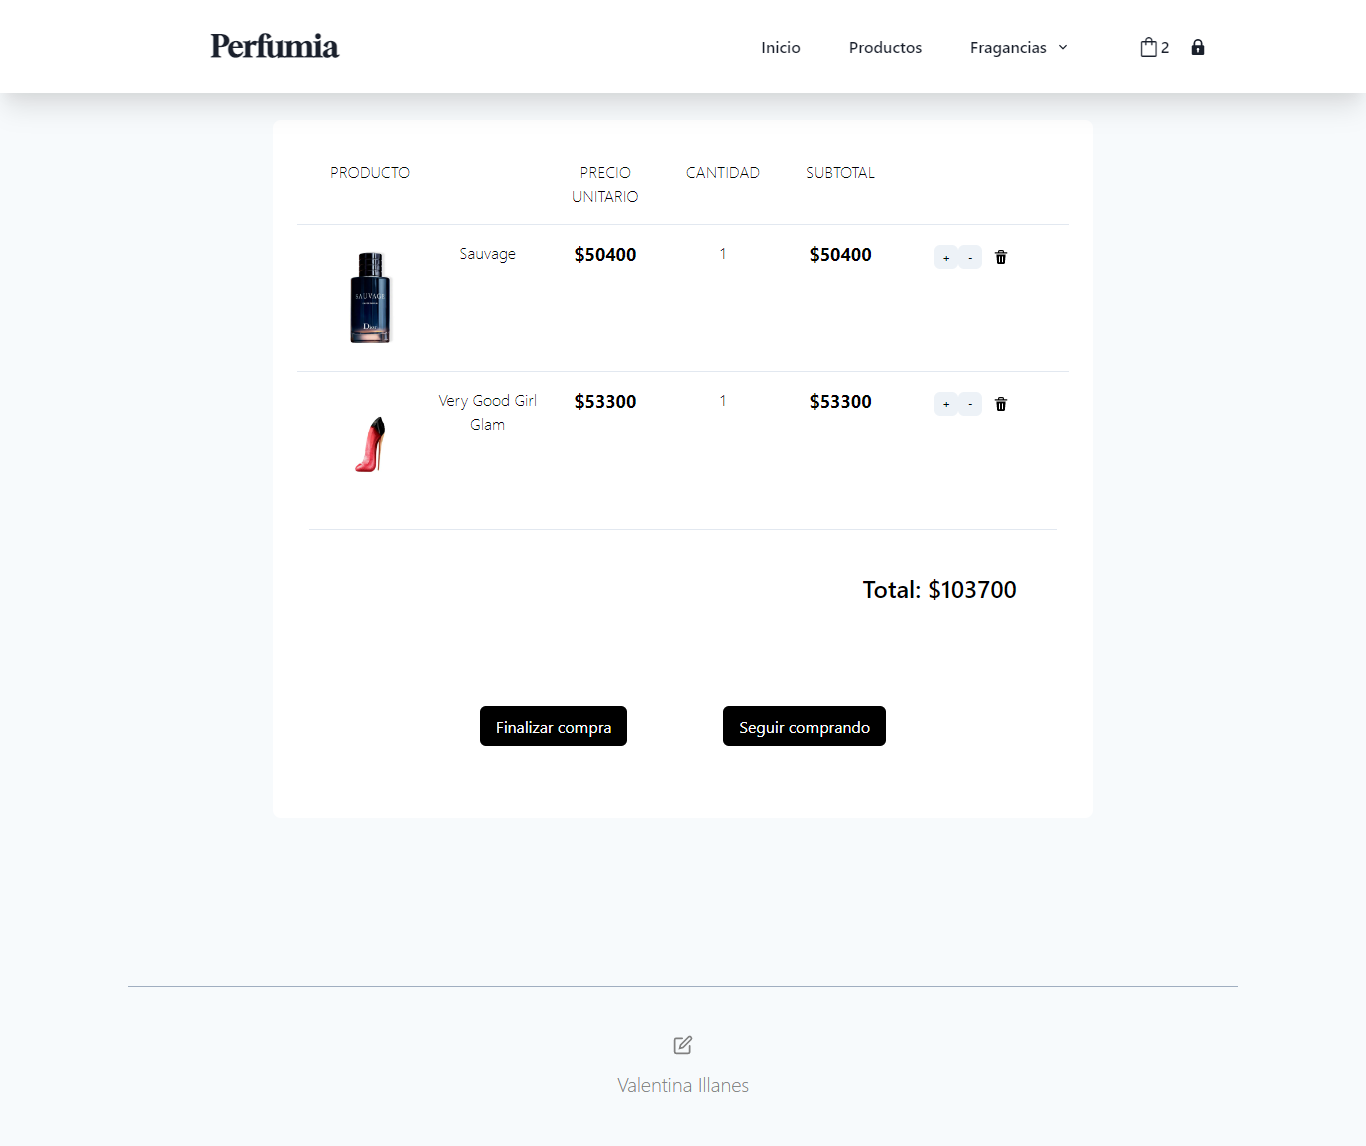 Perfumia
Inicio
Productos
Fragancias
2
PRODUCTO
PRECIO
UNITARIO
CANTIDAD
SUBTOTAL
SAUVAGE
Dior
Sauvage
$50400
1
$50400
+
-
Very Good Girl
Glam
$53300
1
$53300
+
-
Total: $103700
Finalizar compra
Seguir comprando
Valentina Illanes